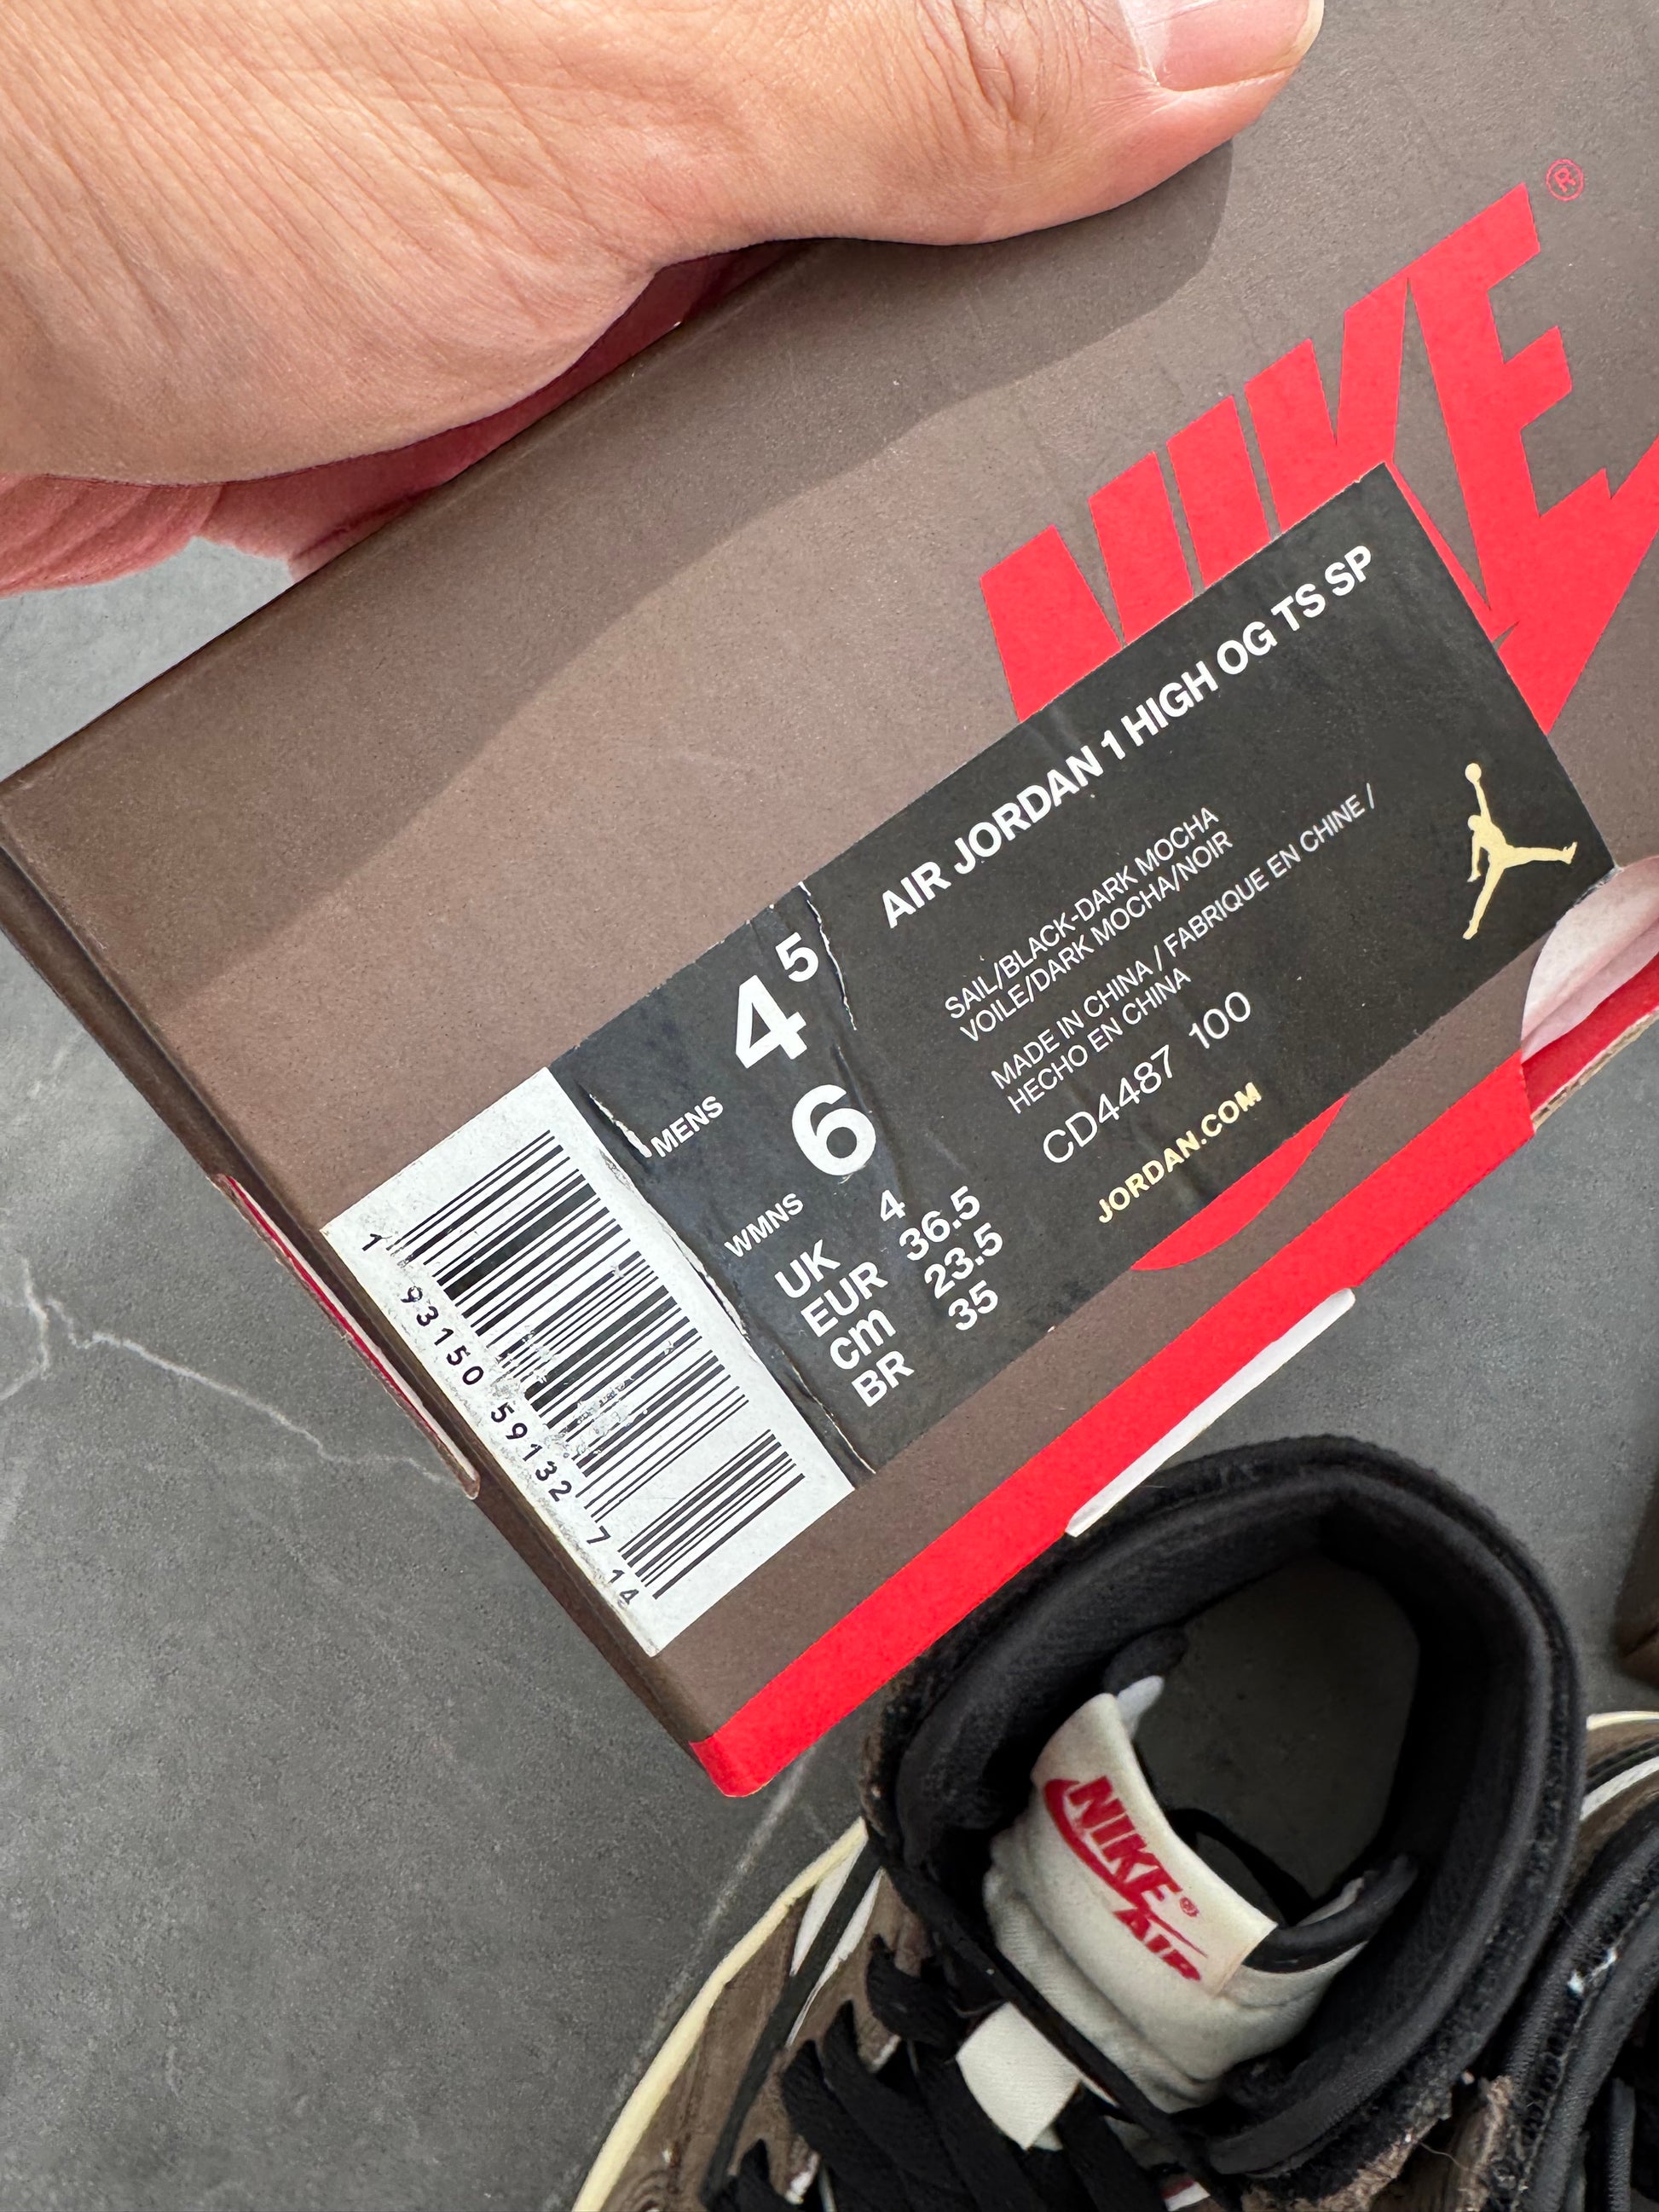 NIKE®
AIR JORDAN 1 HIGH OG TS SP
SAIL/BLACK-DARK MOCHA
VOILE/DARK MOCHA/NOIR
MADE IN CHINA / FABRIQUE EN CHINE /
HECHO EN CHINA
CD4487 100
JORDAN.COM
MENS 4 5
WMNS 6
UK 4
EUR 36.5
cm 23.5
BR 35
1 93150 59132 7 14
NIKE®
AIR